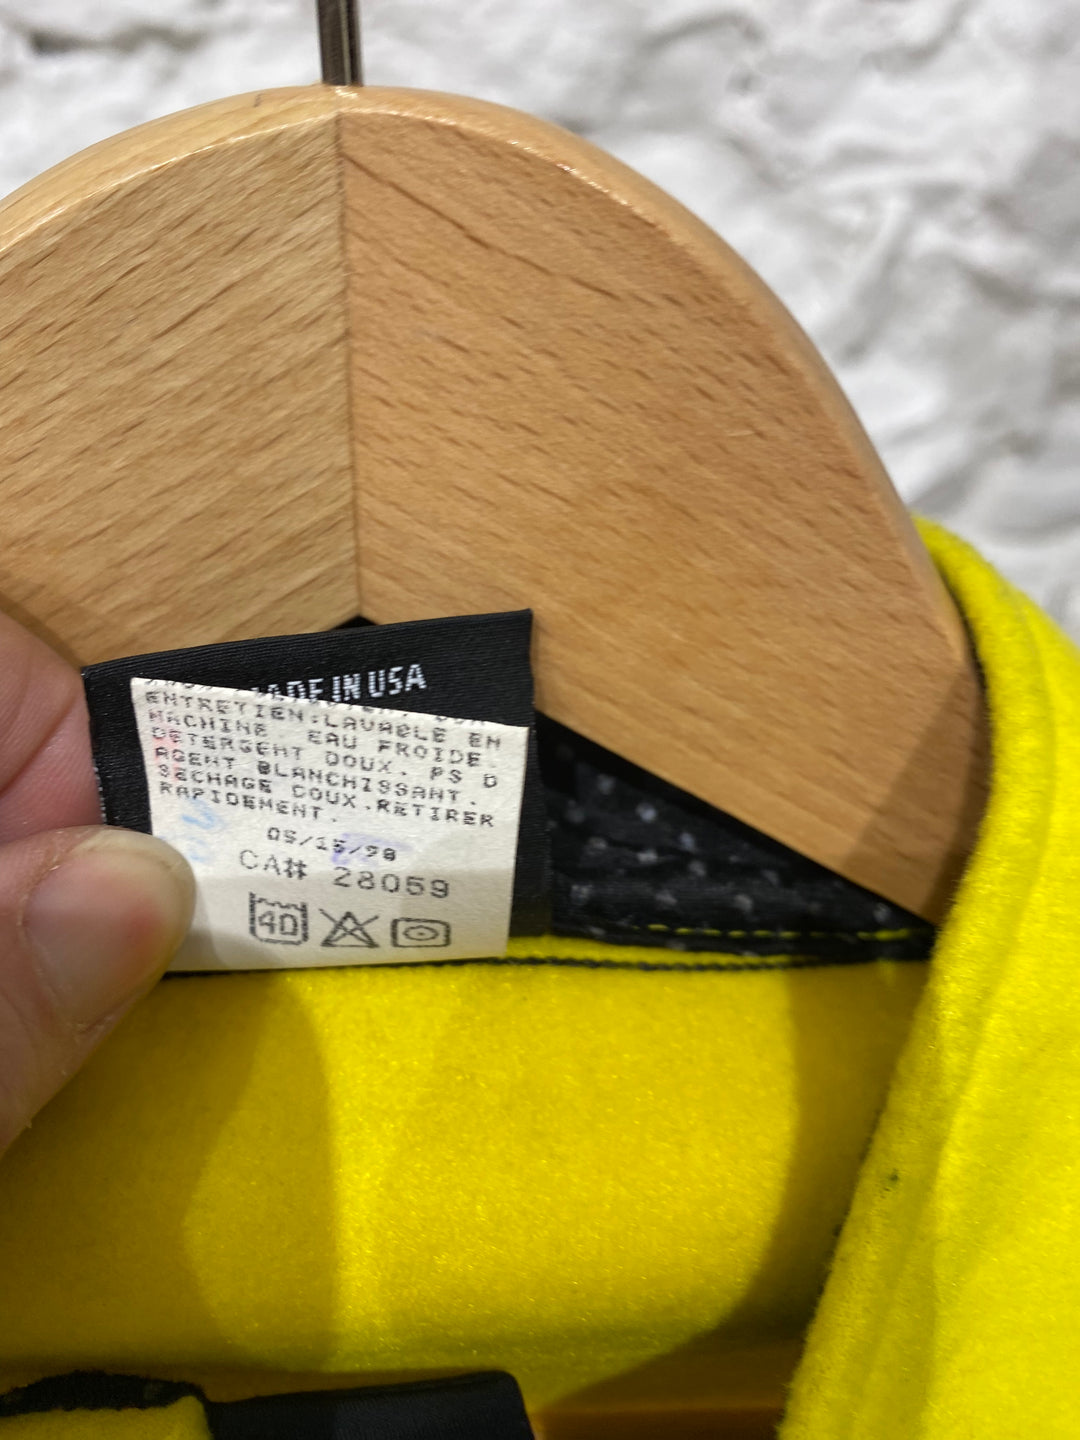 MADE IN USA
ENTRETIEN:LAVABLE EN
MACHINE. EAU FROIDE.
DETERGENT DOUX. PS D
AGENT BLANCHISSANT.
SECHAGE DOUX.RETIRER
RAPIDEMENT.
05/15/98
CA# 28059
40